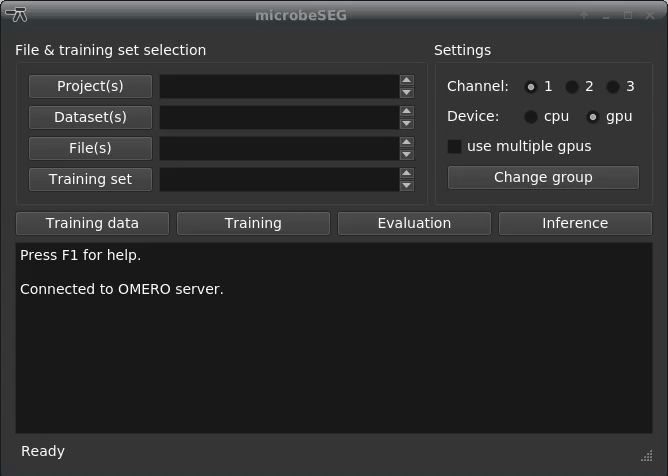 microbeSEG
File & training set selection
Settings
Project(s)
Channel: 1 2 3
Dataset(s)
Device: cpu gpu
File(s)
use multiple gpus
Training set
Change group
Training data Training Evaluation Inference
Press F1 for help.
Connected to OMERO server.
Ready